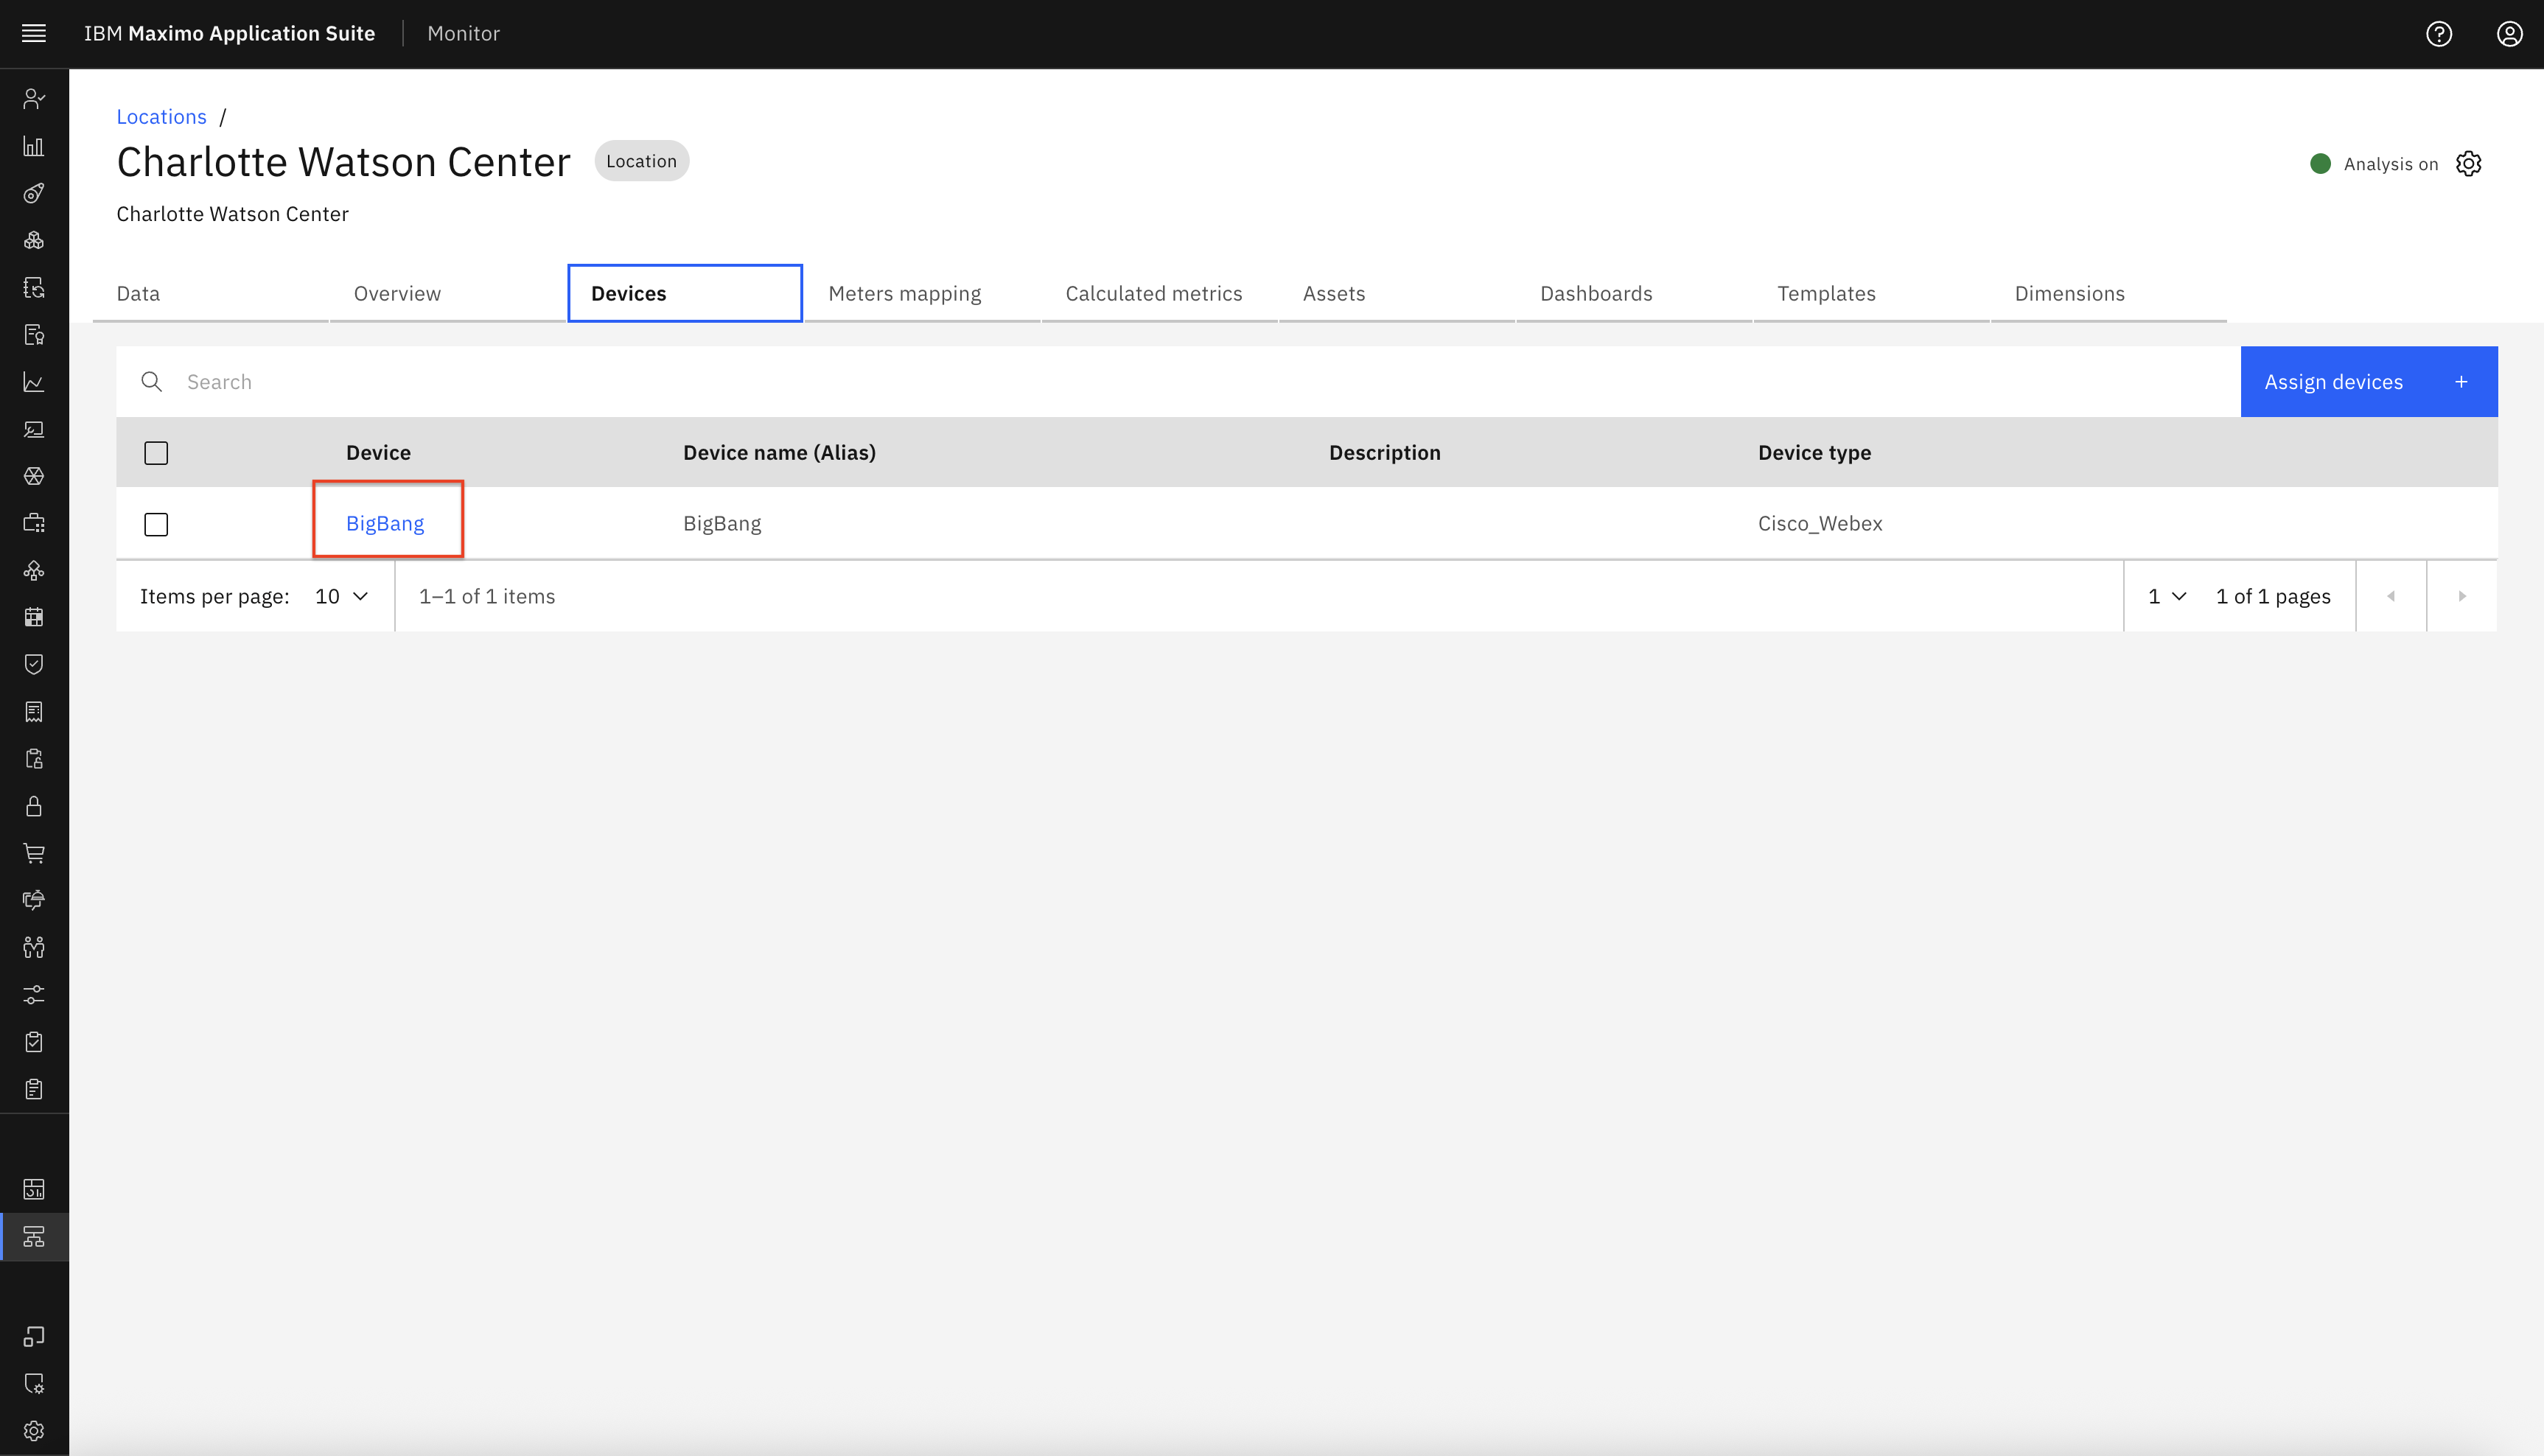 IBM Maximo Application Suite Monitor
Locations /
Charlotte Watson Center Location
Analysis on
Charlotte Watson Center
Data Overview Devices Meters mapping Calculated metrics Assets Dashboards Templates Dimensions
Search Assign devices +
Device Device name (Alias) Description Device type
BigBang BigBang Cisco_Webex
Items per page: 10 1–1 of 1 items 1 1 of 1 pages